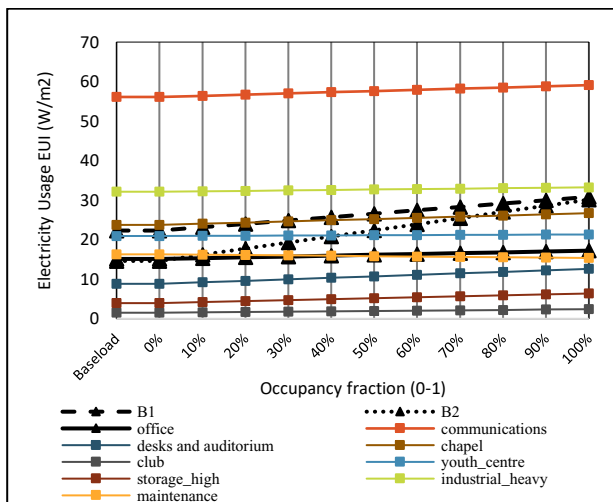 Electricity Usage EUI (W/m2)
70
60
50
40
30
20
10
0
Baseload 0% 10% 20% 30% 40% 50% 60% 70% 80% 90% 100%
Occupancy fraction (0-1)
B1 B2
office communications
desks and auditorium chapel
club youth_centre
storage_high industrial_heavy
maintenance